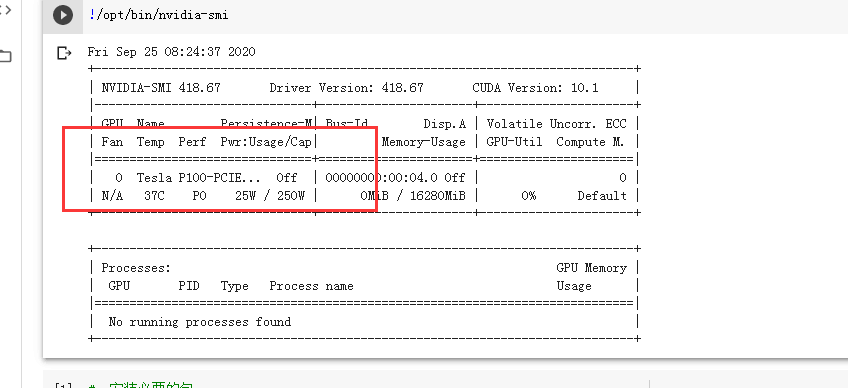 !/opt/bin/nvidia-smi
Fri Sep 25 08:24:37 2020
+-----------------------------------------------------------------------------+
| NVIDIA-SMI 418.67       Driver Version: 418.67       CUDA Version: 10.1     |
|-------------------------------+----------------------+----------------------+
| GPU  Name        Persistence-M| Bus-Id        Disp.A | Volatile Uncorr. ECC |
| Fan  Temp  Perf  Pwr:Usage/Cap|         Memory-Usage | GPU-Util  Compute M. |
|===============================+======================+======================|
|   0  Tesla P100-PCIE...  Off  | 00000000:00:04.0 Off |                    0 |
| N/A   37C    P0    25W / 250W |      0MiB / 16280MiB |      0%      Default |
+-------------------------------+----------------------+----------------------+
+-----------------------------------------------------------------------------+
| Processes:                                                       GPU Memory |
|  GPU       PID   Type   Process name                             Usage      |
|=============================================================================|
|  No running processes found                                                 |
+-----------------------------------------------------------------------------+
[1] # 安装必要的包